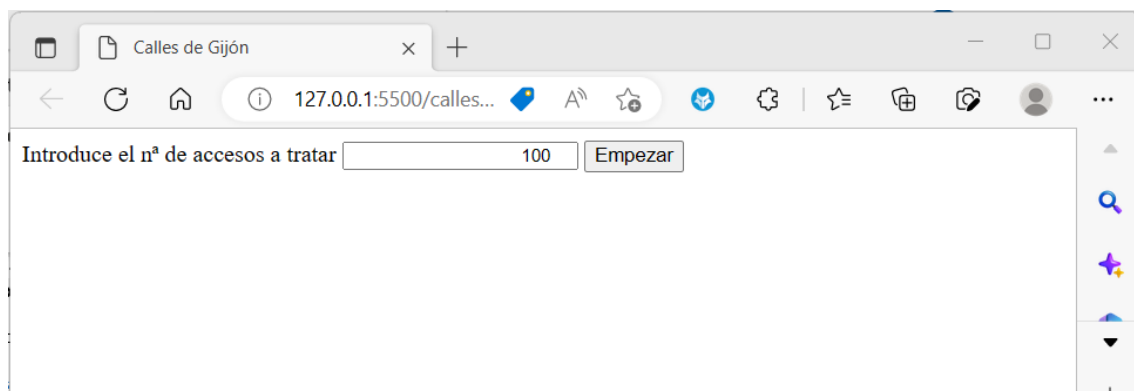 Calles de Gijón
127.0.0.1:5500/calles...
Introduce el nª de accesos a tratar 100 Empezar